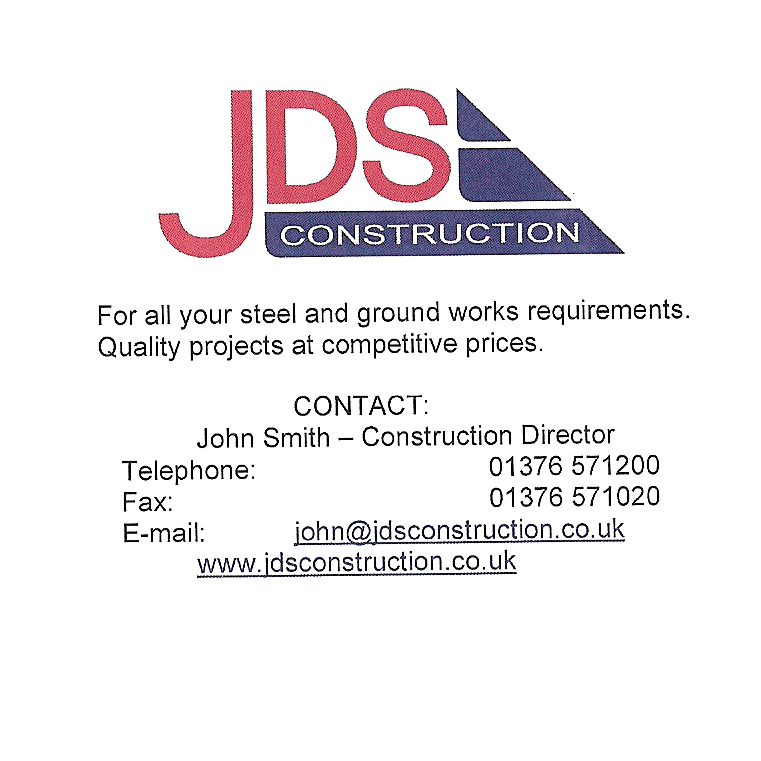 JDS
CONSTRUCTION
For all your steel and ground works requirements.
Quality projects at competitive prices.
CONTACT:
John Smith – Construction Director
Telephone: 01376 571200
Fax: 01376 571020
E-mail: john@jdsconstruction.co.uk
www.jdsconstruction.co.uk